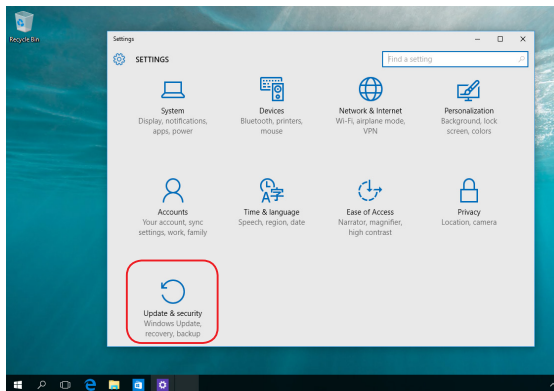 Recycle Bin
Settings
SETTINGS
Find a setting
System
Display, notifications,
apps, power
Devices
Bluetooth, printers,
mouse
Network & Internet
Wi-Fi, airplane mode,
VPN
Personalization
Background, lock
screen, colors
Accounts
Your account, sync
settings, work, family
Time & language
Speech, region, date
Ease of Access
Narrator, magnifier,
high contrast
Privacy
Location, camera
Update & security
Windows Update,
recovery, backup